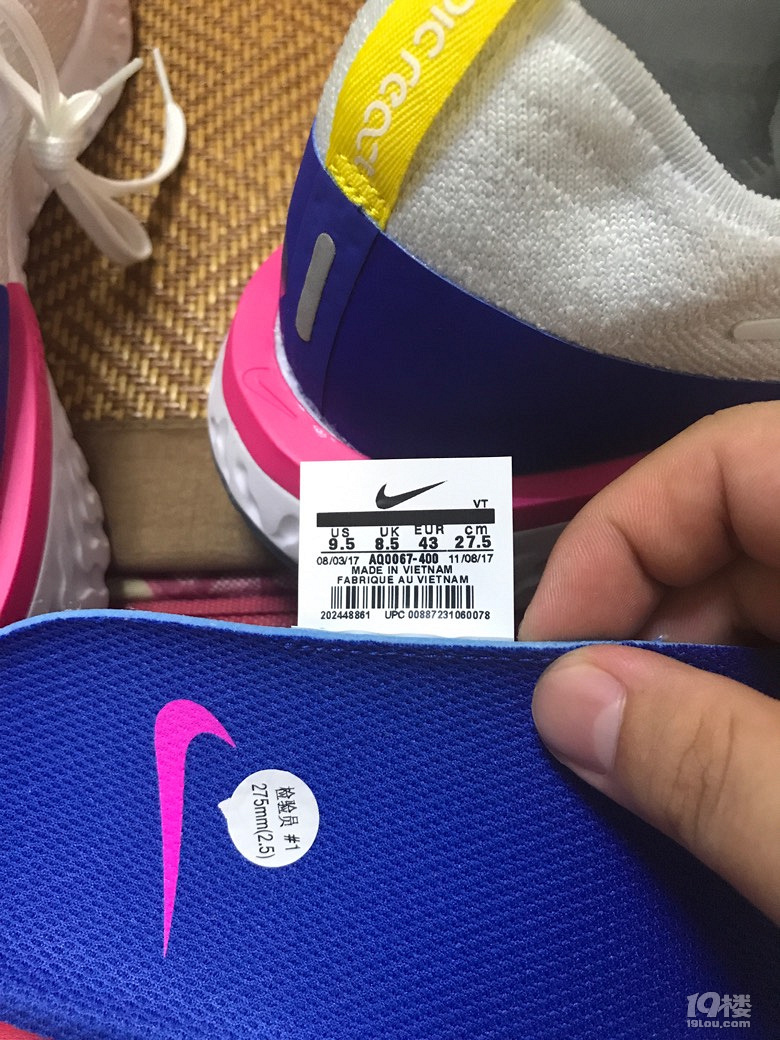 pic react
VT
US UK EUR cm
9.5 8.5 43 27.5
08/03/17 AQ0067-400 11/08/17
MADE IN VIETNAM
FABRIQUE AU VIETNAM
202448861 UPC 00887231060078
检验员 #1
275mm(2.5)
19楼
19lou.com